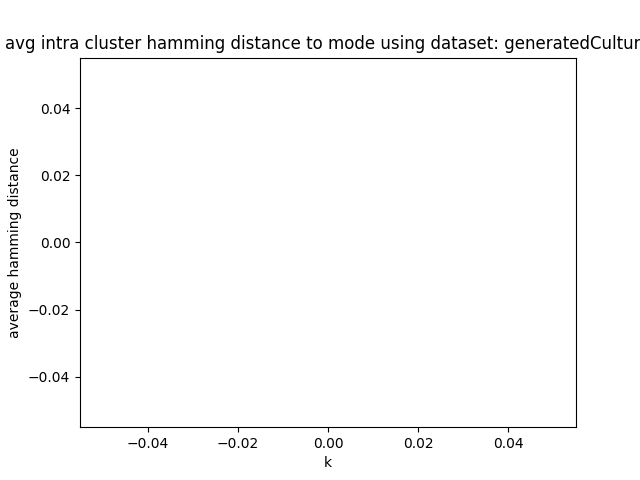 avg intra cluster hamming distance to mode using dataset: generatedCultur
0.04
0.02
0.00
−0.02
−0.04
average hamming distance
−0.04 −0.02 0.00 0.02 0.04
k